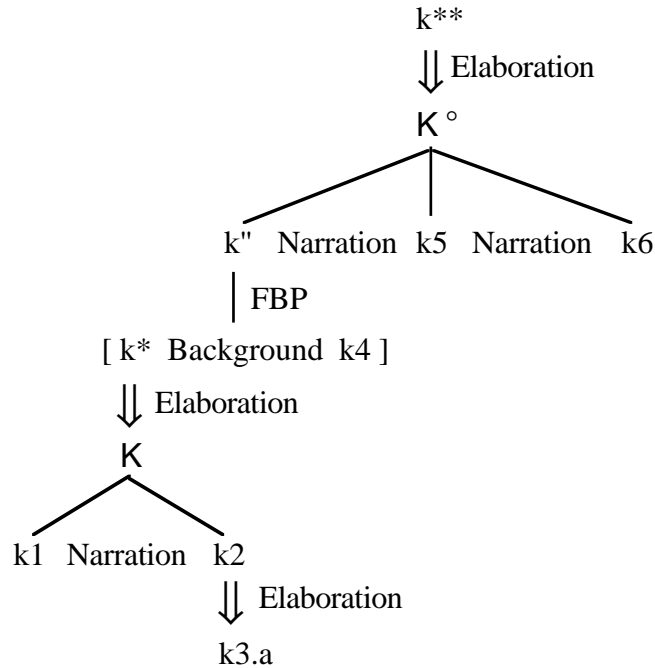 k**
Elaboration
K °
k" Narration k5 Narration k6
FBP
[ k* Background k4 ]
Elaboration
K
k1 Narration k2
Elaboration
k3.a